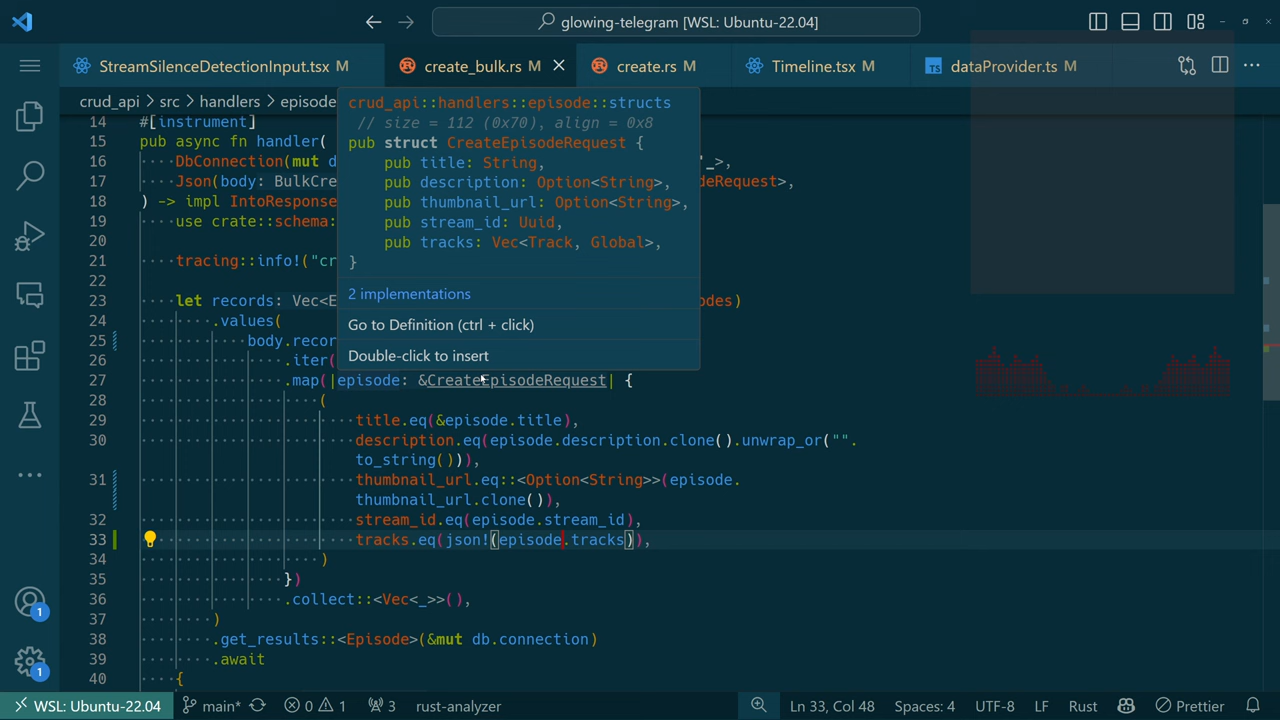 glowing-telegram [WSL: Ubuntu-22.04]
StreamSilenceDetectionInput.tsx M
create_bulk.rs M
create.rs M
Timeline.tsx M
TS dataProvider.ts M
crud_api > src > handlers > episode
crud_api::handlers::episode::structs
// size = 112 (0x70), align = 0x8
pub struct CreateEpisodeRequest {
pub title: String,
pub description: Option<String>,
pub thumbnail_url: Option<String>,
pub stream_id: Uuid,
pub tracks: Vec<Track, Global>,
}
2 implementations
Go to Definition (ctrl + click)
Double-click to insert
14 #[instrument]
15 pub async fn handler(
16 DbConnection(mut d '_>,
17 Json(body: BulkCre deRequest>,
18 ) -> impl IntoResponse
19 use crate::schema:
20
21 tracing::info!("cr
22
23 let records: Vec<E odes)
24 .values(
25 body.recor
26 .iter(
27 .map(|episode: &CreateEpisodeRequest| {
28 (
29 title.eq(&episode.title),
30 description.eq(episode.description.clone().unwrap_or("".
to_string())),
31 thumbnail_url.eq::<Option<String>>(episode.
thumbnail_url.clone()),
32 stream_id.eq(episode.stream_id),
33 tracks.eq(json!(episode.tracks)),
34 )
35 })
36 .collect::<Vec<_>>(),
37 )
38 .get_results::<Episode>(&mut db.connection)
39 .await
40 {
1
1
WSL: Ubuntu-22.04 main* 0 1 3 rust-analyzer Ln 33, Col 48 Spaces: 4 UTF-8 LF Rust Prettier